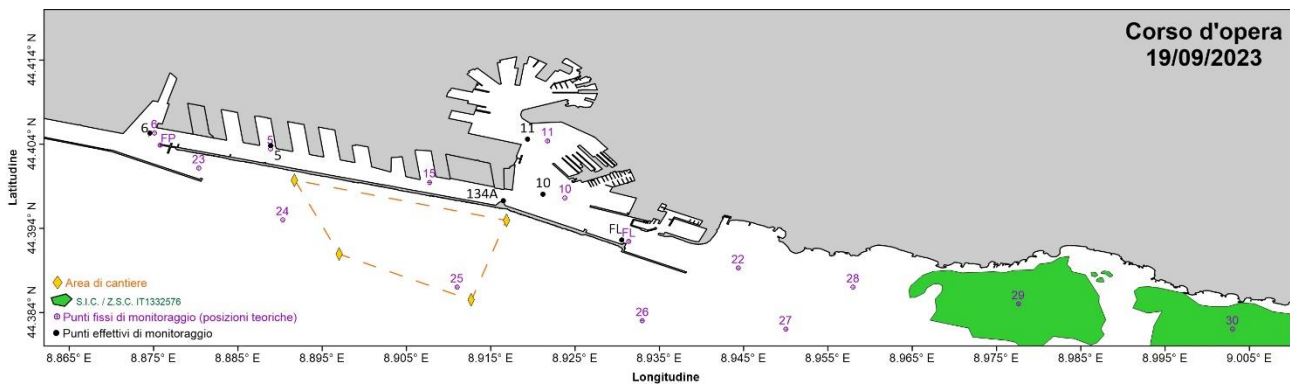 Corso d'opera
19/09/2023
44.414° N
44.404° N
44.394° N
44.384° N
Latitudine
6
6
FP
23
5
5
24
15
134A
11
11
10
10
FL
FL
25
22
26
27
28
29
30
Area di cantiere
S.I.C. / Z.S.C. IT1332576
Punti fissi di monitoraggio (posizioni teoriche)
Punti effettivi di monitoraggio
8.865° E
8.875° E
8.885° E
8.895° E
8.905° E
8.915° E
8.925° E
8.935° E
8.945° E
8.955° E
8.965° E
8.975° E
8.985° E
8.995° E
9.005° E
Longitudine